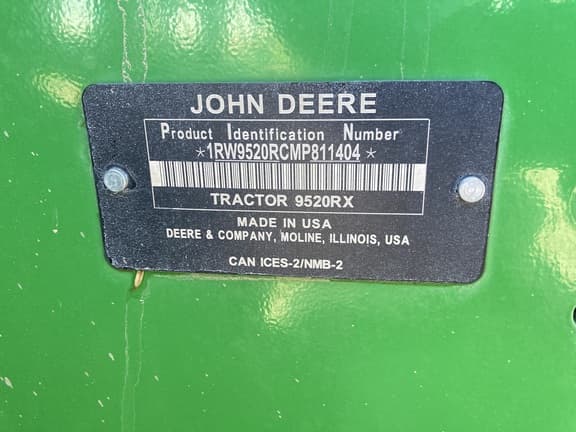 JOHN DEERE
Product Identification Number
*1RW9520RCMP811404*
TRACTOR 9520RX
MADE IN USA
DEERE & COMPANY, MOLINE, ILLINOIS, USA
CAN ICES-2/NMB-2